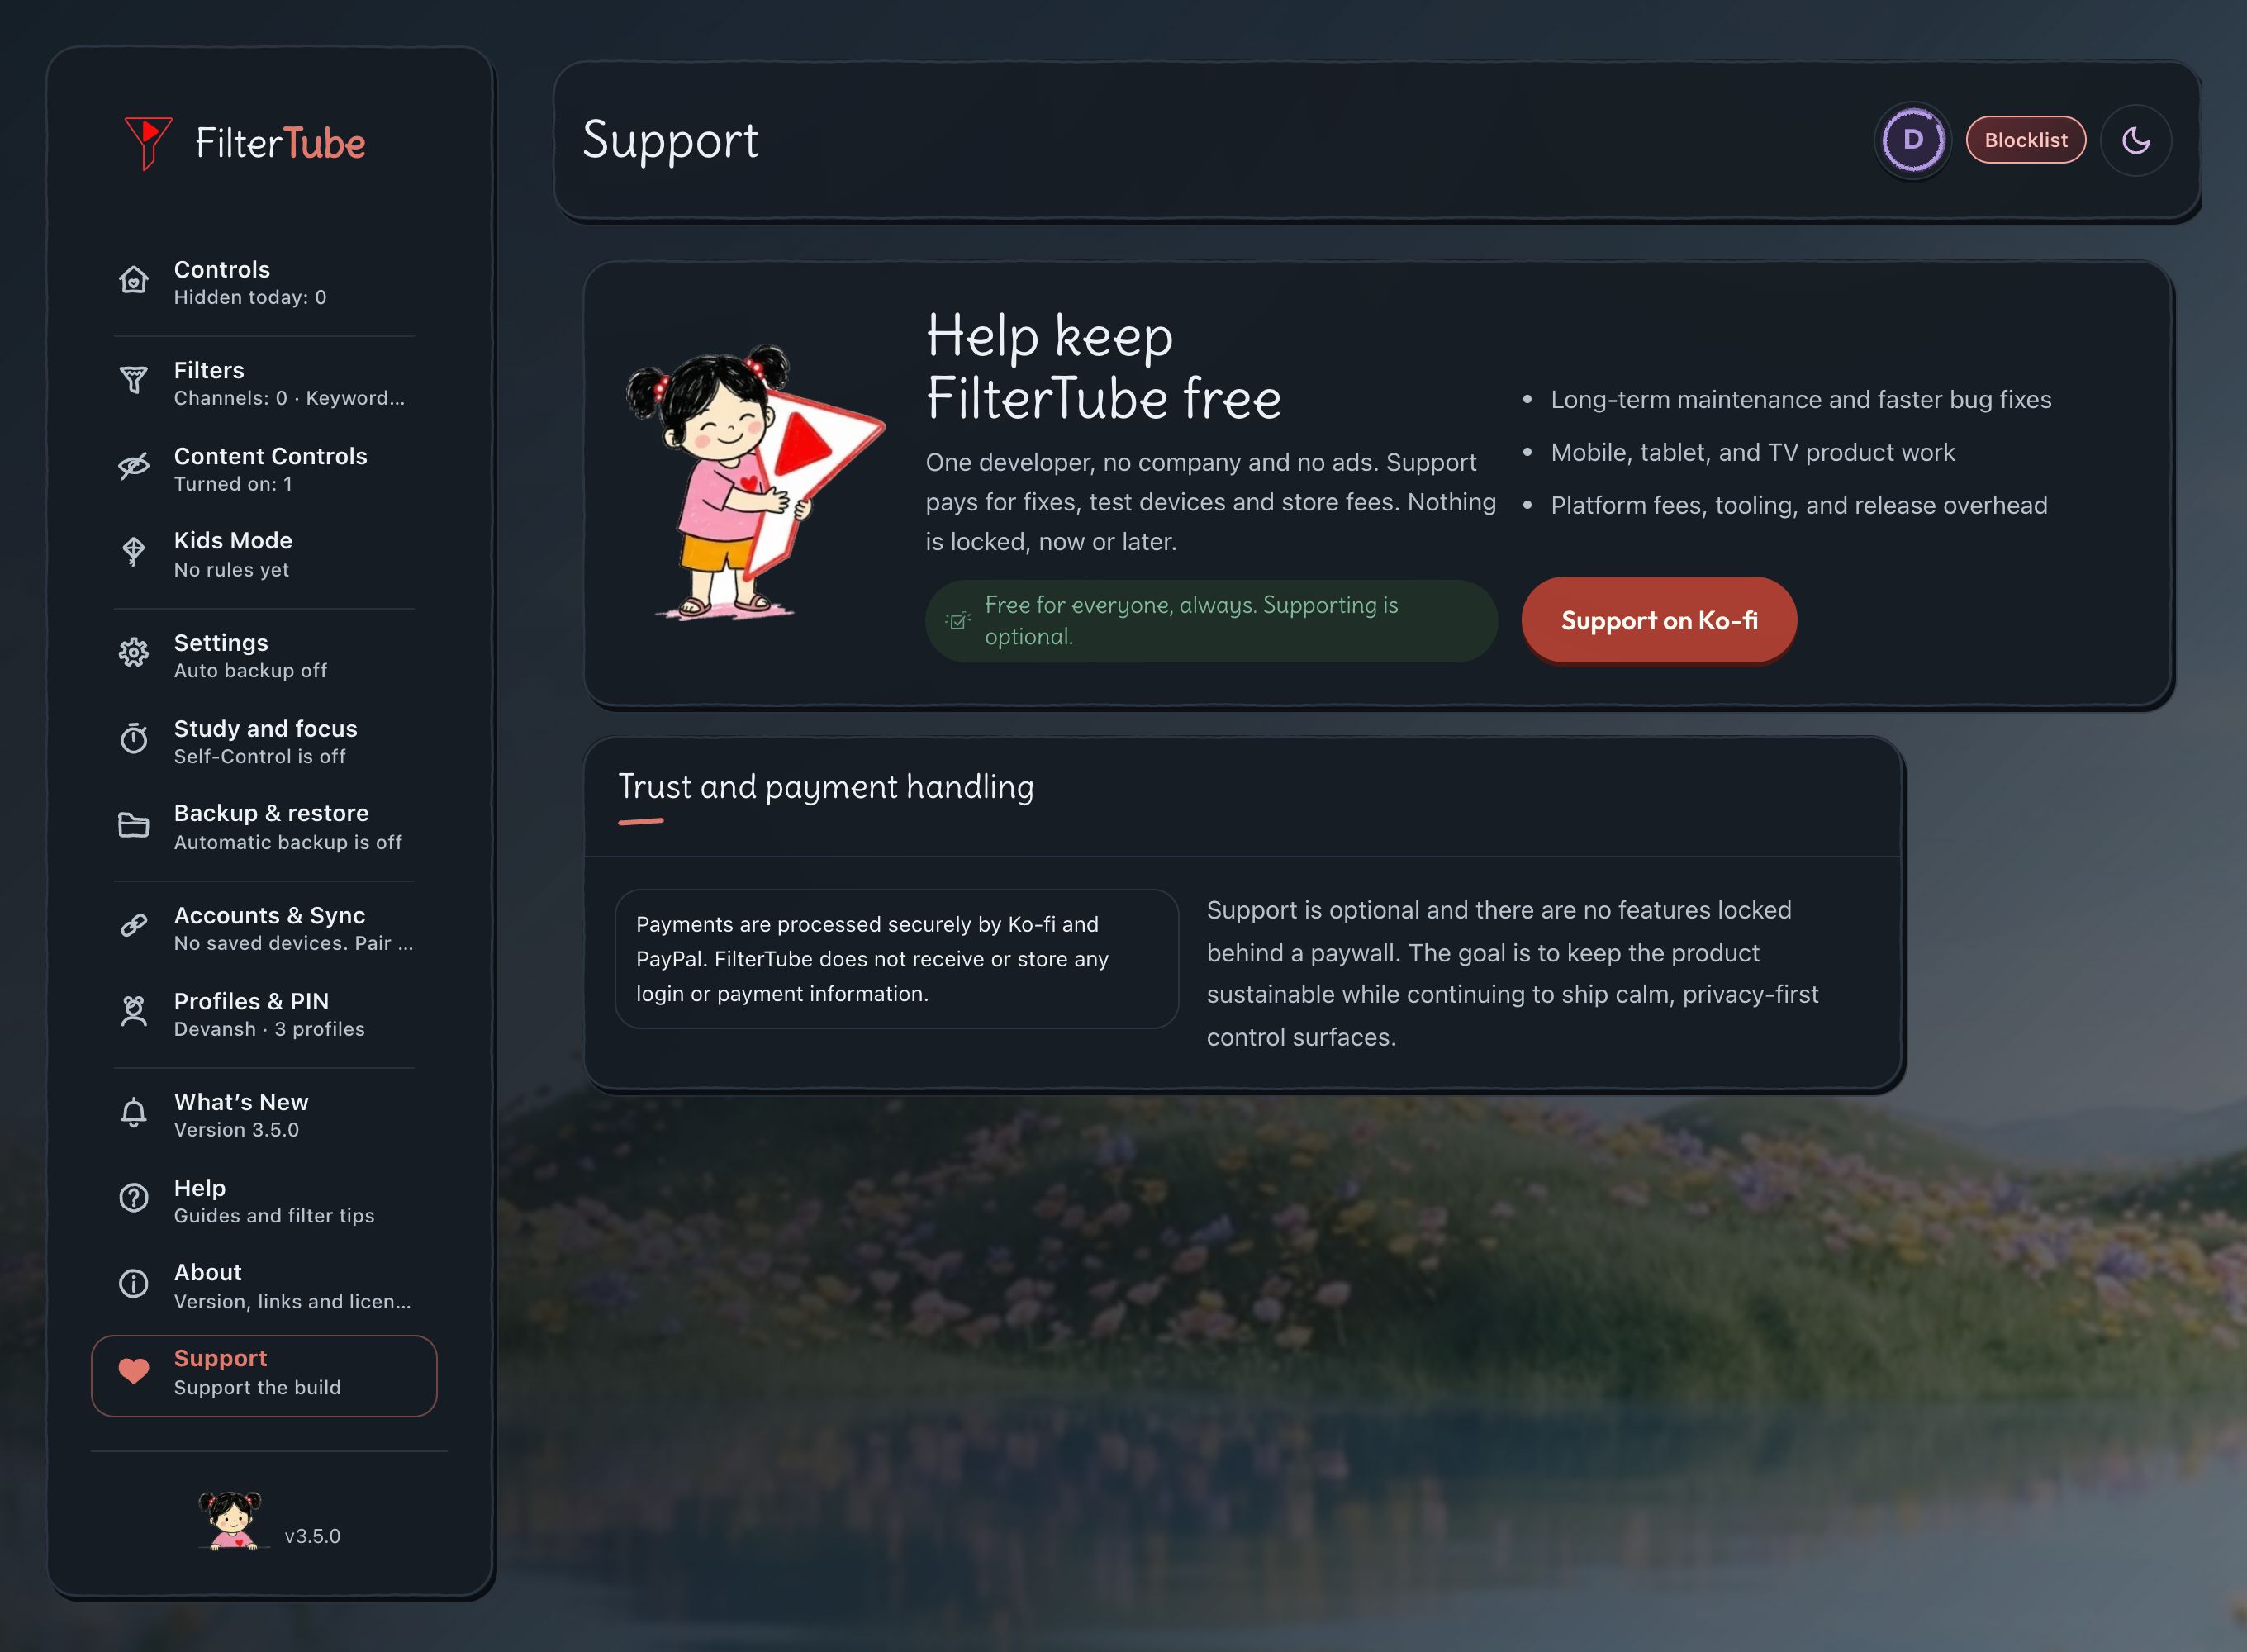 FilterTube
Controls
Hidden today: 0
Filters
Channels: 0 · Keyword...
Content Controls
Turned on: 1
Kids Mode
No rules yet
Settings
Auto backup off
Study and focus
Self-Control is off
Backup & restore
Automatic backup is off
Accounts & Sync
No saved devices. Pair ...
Profiles & PIN
Devansh · 3 profiles
What’s New
Version 3.5.0
Help
Guides and filter tips
About
Version, links and licen...
Support
Support the build
v3.5.0
Support
D
Blocklist
Help keep
FilterTube free
One developer, no company and no ads. Support
pays for fixes, test devices and store fees. Nothing
is locked, now or later.
Free for everyone, always. Supporting is
optional.
• Long-term maintenance and faster bug fixes
• Mobile, tablet, and TV product work
• Platform fees, tooling, and release overhead
Support on Ko-fi
Trust and payment handling
Payments are processed securely by Ko-fi and
PayPal. FilterTube does not receive or store any
login or payment information.
Support is optional and there are no features locked
behind a paywall. The goal is to keep the product
sustainable while continuing to ship calm, privacy-first
control surfaces.